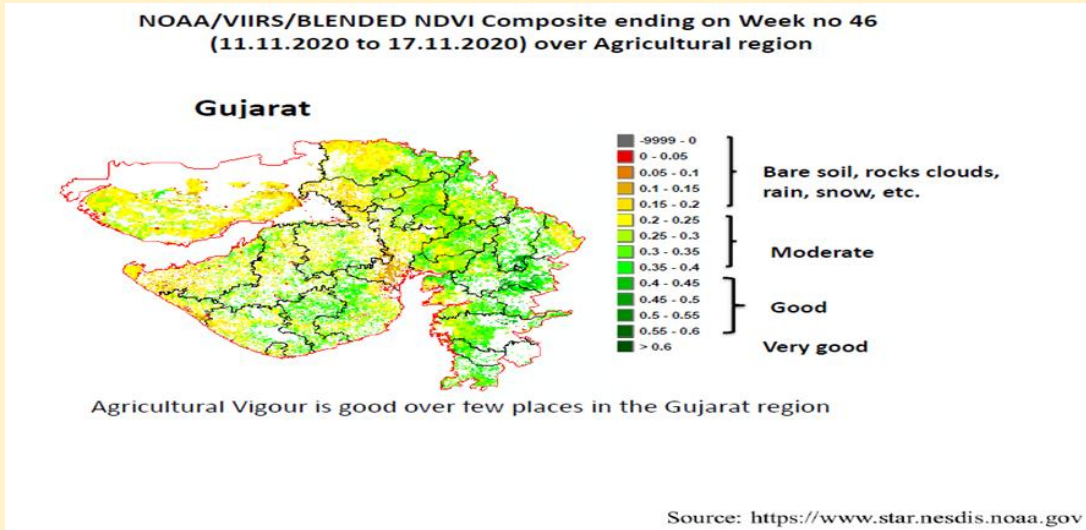 NOAA/VIIRS/BLENDED NDVI Composite ending on Week no 46
(11.11.2020 to 17.11.2020) over Agricultural region
Gujarat
-9999 - 0
0 - 0.05
0.05 - 0.1
0.1 - 0.15
0.15 - 0.2
0.2 - 0.25
0.25 - 0.3
0.3 - 0.35
0.35 - 0.4
0.4 - 0.45
0.45 - 0.5
0.5 - 0.55
0.55 - 0.6
> 0.6
Bare soil, rocks clouds,
rain, snow, etc.
Moderate
Good
Very good
Agricultural Vigour is good over few places in the Gujarat region
Source: https://www.star.nesdis.noaa.gov